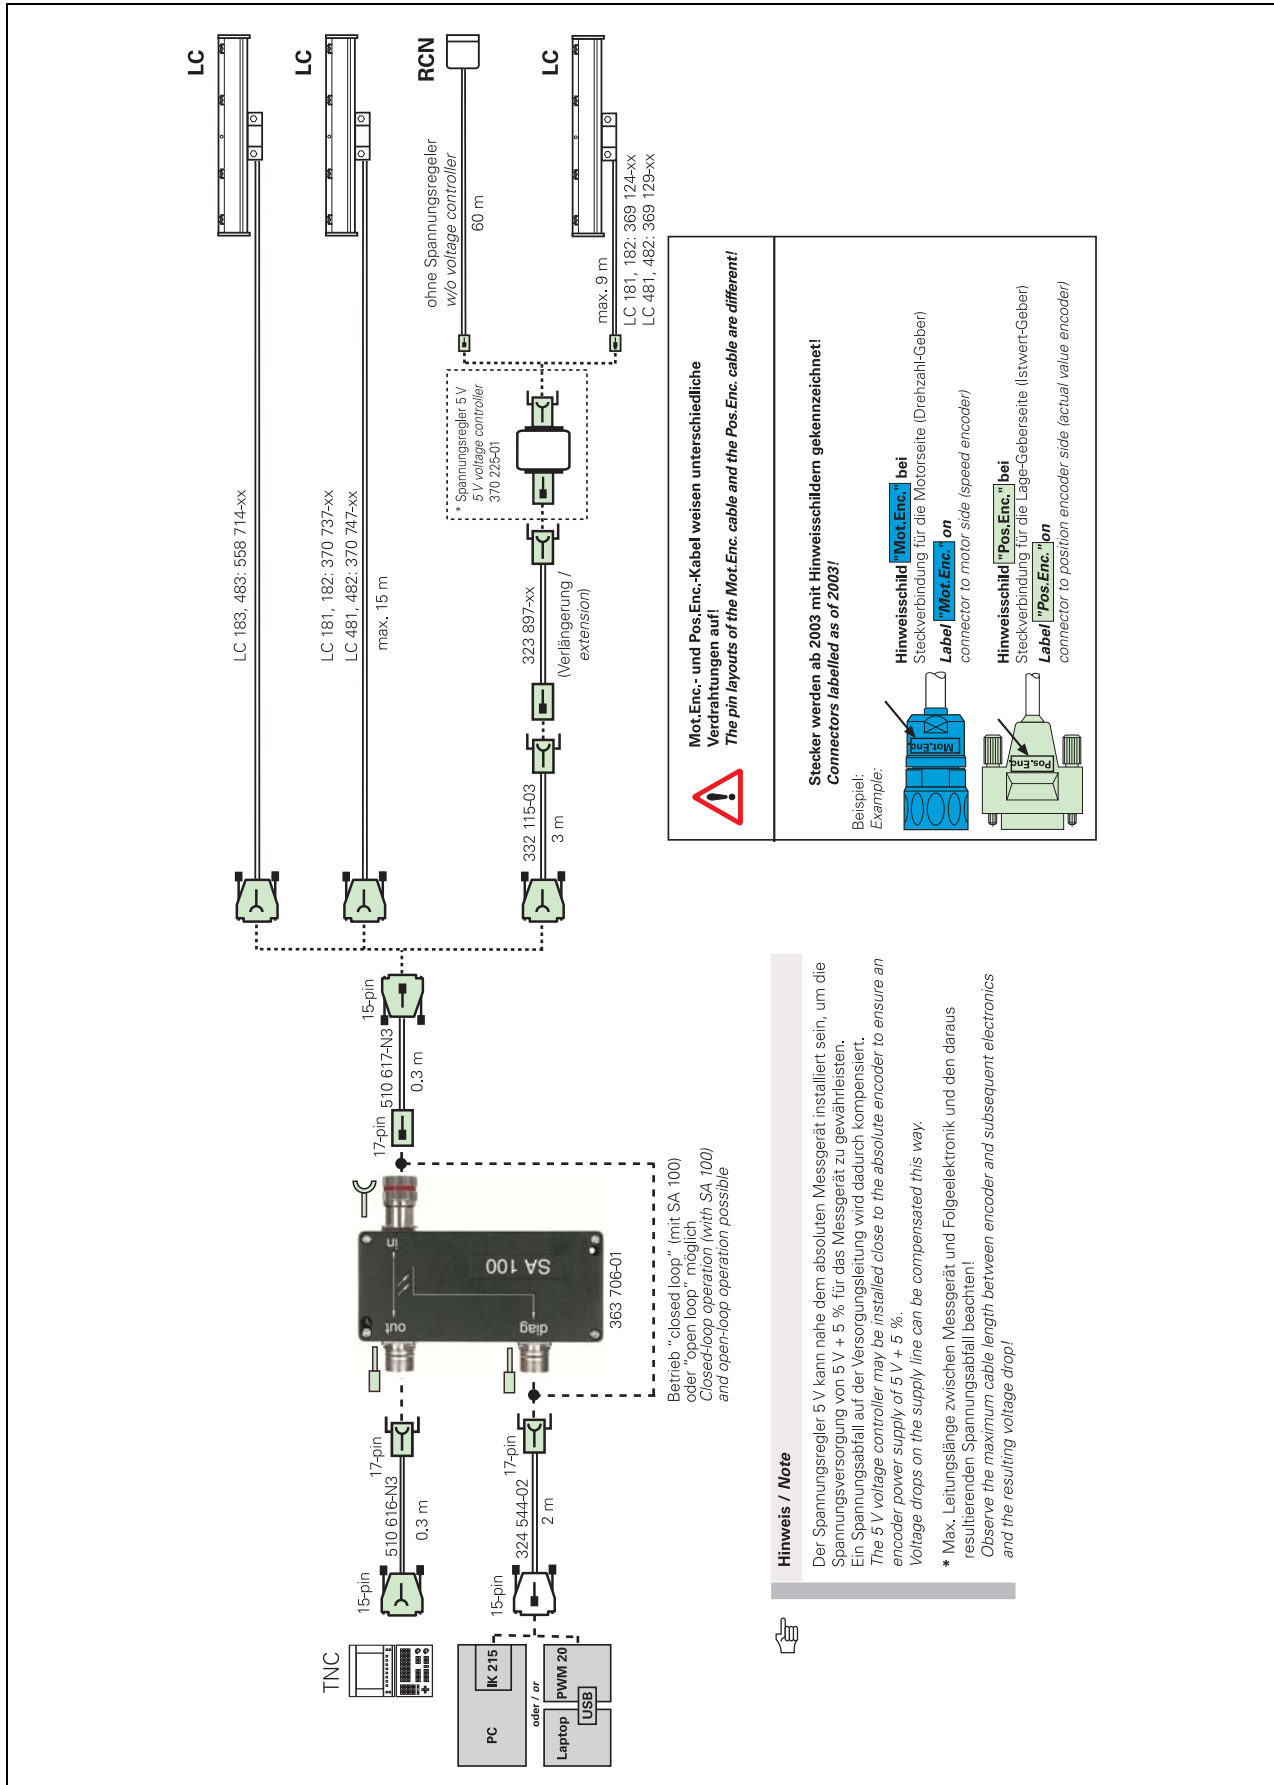 LC
LC
RCN
LC
LC 183, 483: 558 714-xx
LC 181, 182: 370 737-xx
LC 481, 482: 370 747-xx
max. 15 m
ohne Spannungsregeler
w/o voltage controller
60 m
max. 9 m
LC 181, 182: 369 124-xx
LC 481, 482: 369 129-xx
* Spannungsregler 5 V
5 V voltage controller
370 225-01
323 897-xx
(Verlängerung /
extension)
332 115-03
3 m
15-pin
510 617-N3
0.3 m
17-pin
in
out
diag
SA 100
363 706-01
Betrieb "closed loop" (mit SA 100)
oder "open loop" möglich
Closed-loop operation (with SA 100)
and open-loop operation possible
17-pin
510 616-N3
0.3 m
15-pin
17-pin
324 544-02
2 m
15-pin
TNC
IK 215
PC
oder / or
PWM 20
USB
Laptop
Mot.Enc.- und Pos.Enc.-Kabel weisen unterschiedliche
Verdrahtungen auf!
The pin layouts of the Mot.Enc. cable and the Pos.Enc. cable are different!
Stecker werden ab 2003 mit Hinweisschildern gekennzeichnet!
Connectors labelled as of 2003!
Beispiel:
Example:
Mot.Enc.
Hinweisschild "Mot.Enc." bei
Steckverbindung für die Motorseite (Drehzahl-Geber)
Label "Mot.Enc." on
connector to motor side (speed encoder)
Pos.Enc.
Hinweisschild "Pos.Enc." bei
Steckverbindung für die Lage-Geberseite (Istwert-Geber)
Label "Pos.Enc." on
connector to position encoder side (actual value encoder)
Hinweis / Note
Der Spannungsregler 5 V kann nahe dem absoluten Messgerät installiert sein, um die
Spannungsversorgung von 5 V + 5 % für das Messgerät zu gewährleisten.
Ein Spannungsabfall auf der Versorgungsleitung wird dadurch kompensiert.
The 5 V voltage controller may be installed close to the absolute encoder to ensure an
encoder power supply of 5 V + 5 %.
Voltage drops on the supply line can be compensated this way.
* Max. Leitungslänge zwischen Messgerät und Folgeelektronik und den daraus
resultierenden Spannungsabfall beachten!
Observe the maximum cable length between encoder and subsequent electronics
and the resulting voltage drop!